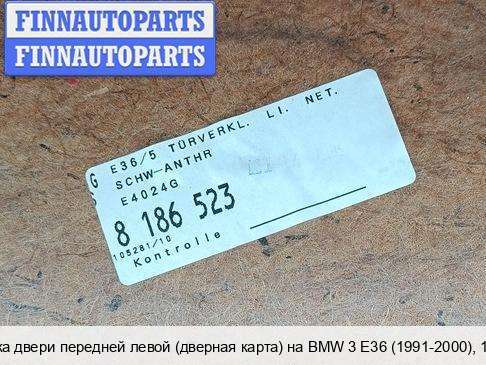 FINNAUTOPARTS
FINNAUTOPARTS
G E36/5 TÜRVERKL. LI. NET.
S SCHW-ANTHR
E4024G
8 186 523
105281/10
Kontrolle
ка двери передней левой (дверная карта) на BMW 3 E36 (1991-2000), 1